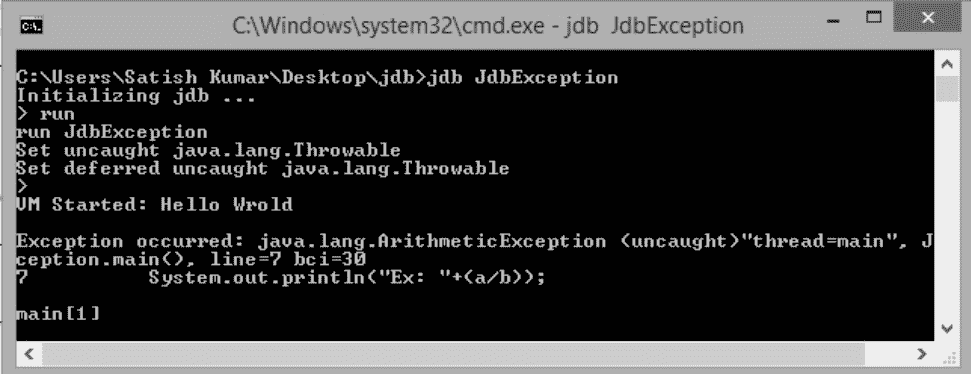 C:\Windows\system32\cmd.exe - jdb JdbException
C:\Users\Satish Kumar\Desktop\jdb>jdb JdbException
Initializing jdb ...
> run
run JdbException
Set uncaught java.lang.Throwable
Set deferred uncaught java.lang.Throwable
>
VM Started: Hello Wrold
Exception occurred: java.lang.ArithmeticException (uncaught)"thread=main", J
ception.main(), line=7 bci=30
7 System.out.println("Ex: "+(a/b));
main[1]